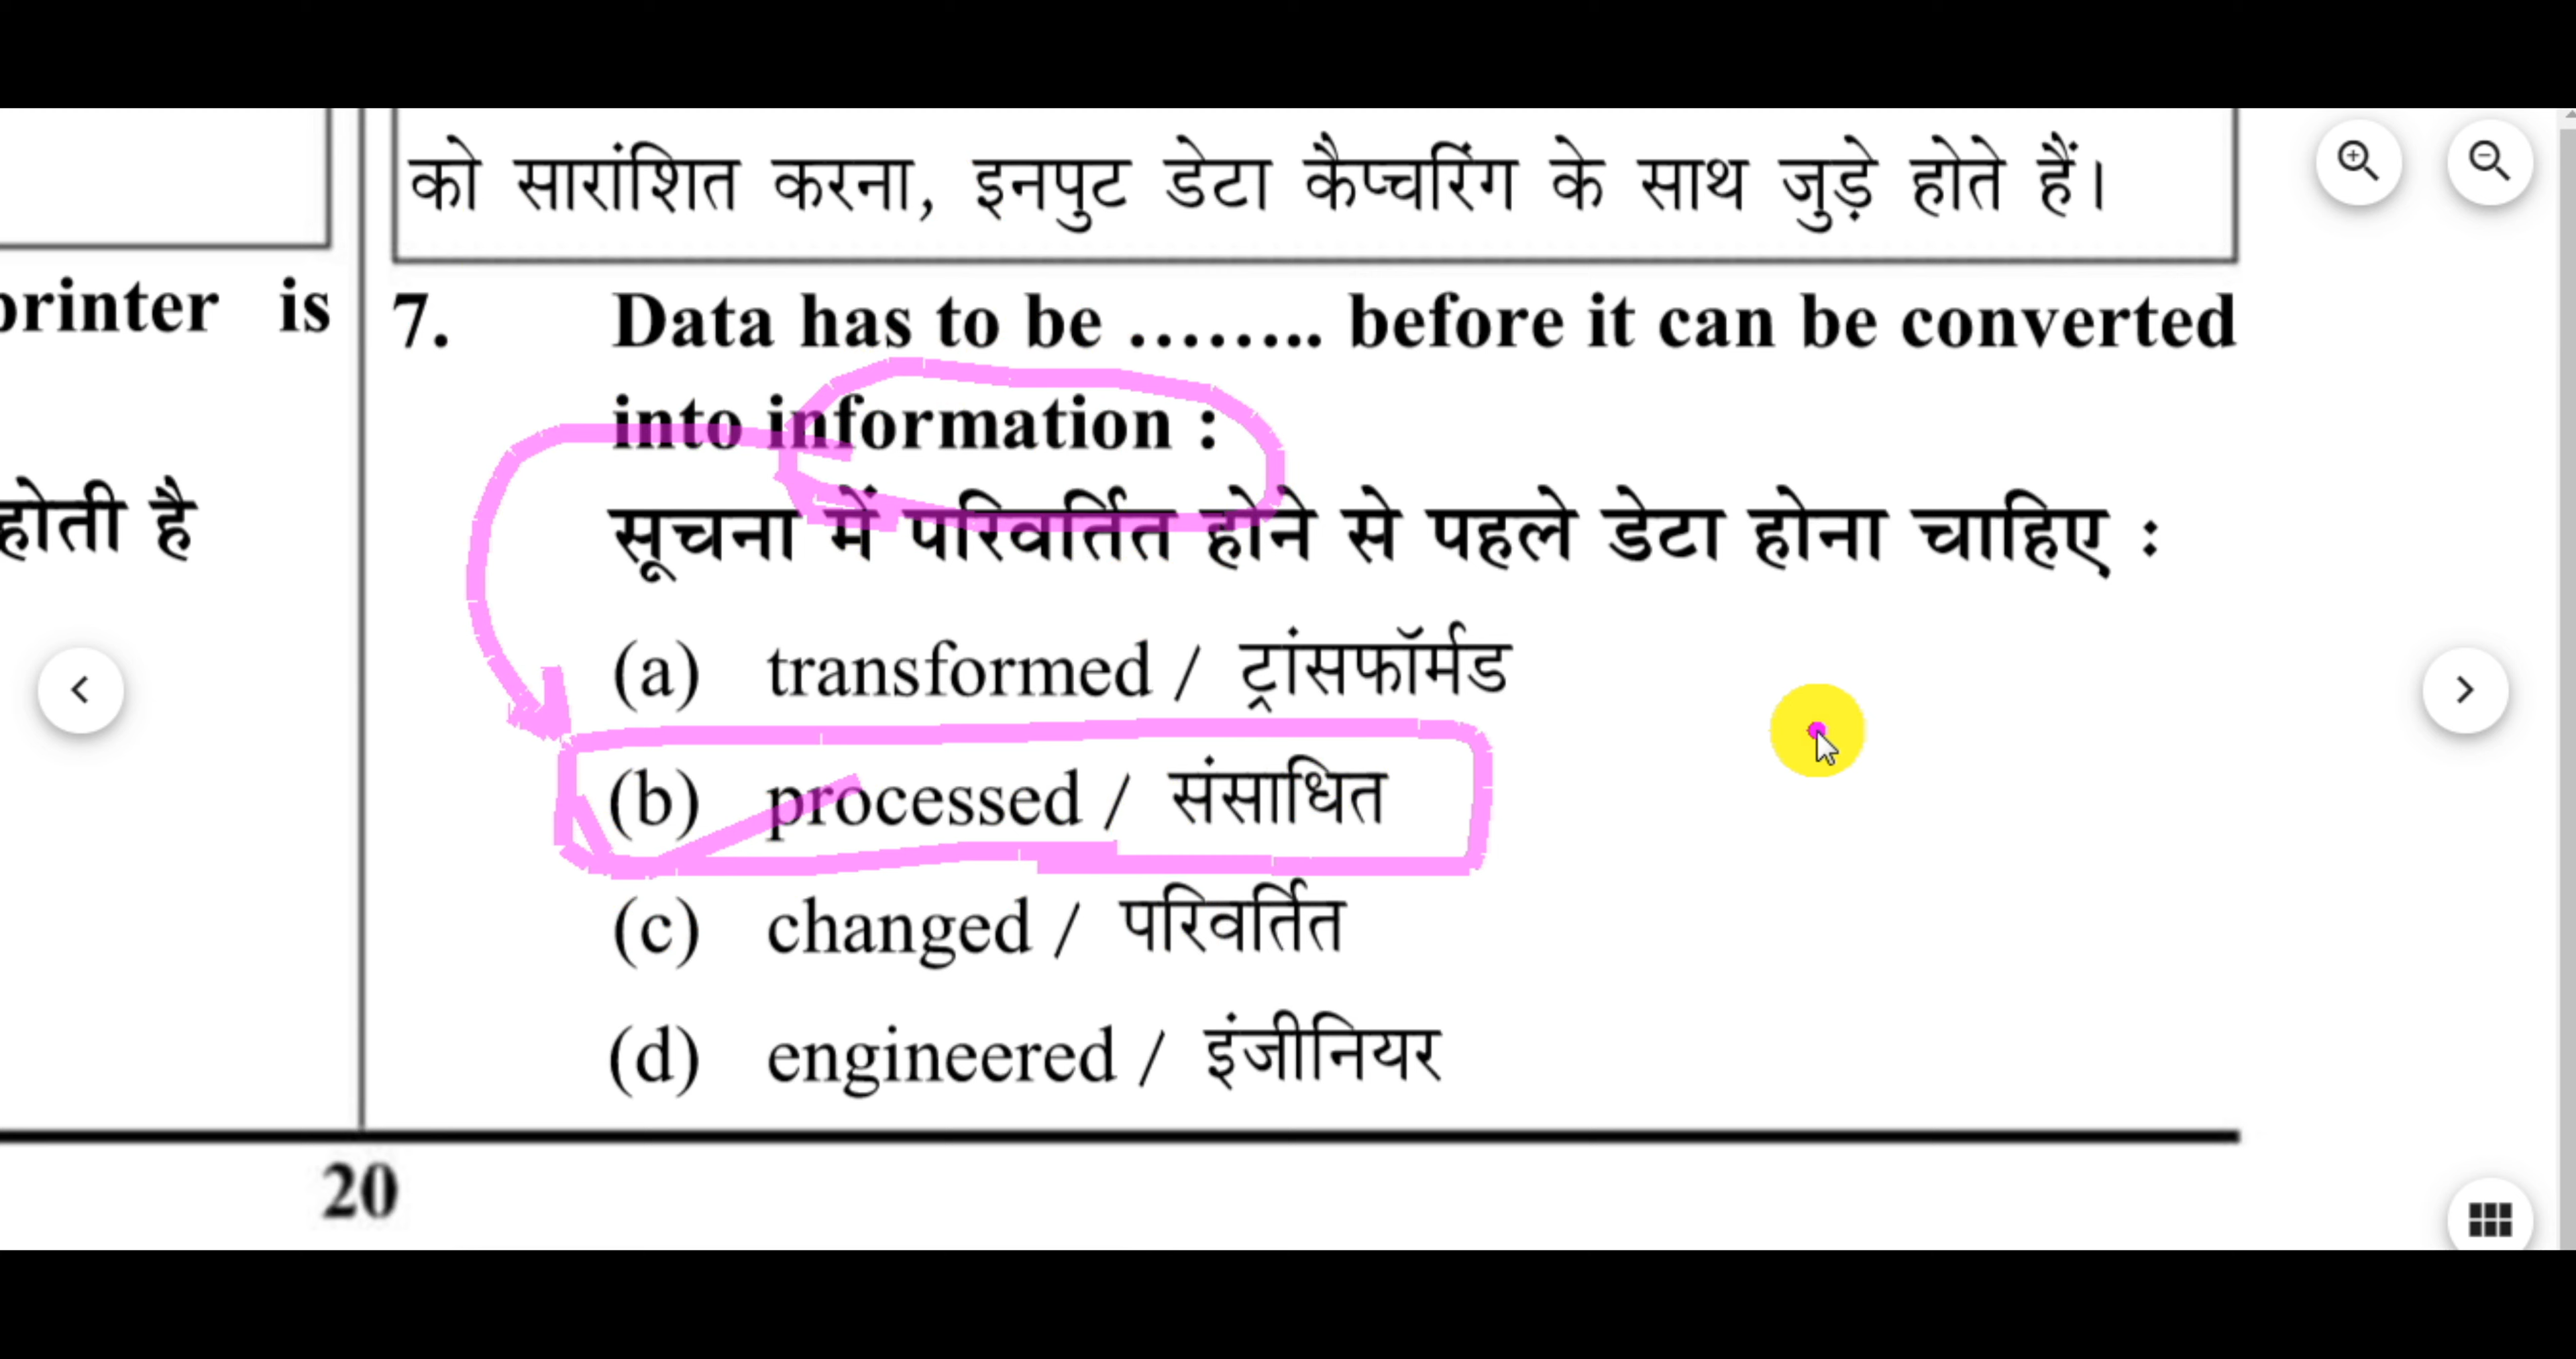 को सारांशित करना, इनपुट डेटा कैप्चरिंग के साथ जुड़े होते हैं।
printer is
होती है
7. Data has to be ........ before it can be converted
into information :
सूचना में परिवर्तित होने से पहले डेटा होना चाहिए :
(a) transformed / ट्रांसफॉर्मड
(b) processed / संसाधित
(c) changed / परिवर्तित
(d) engineered / इंजीनियर
20